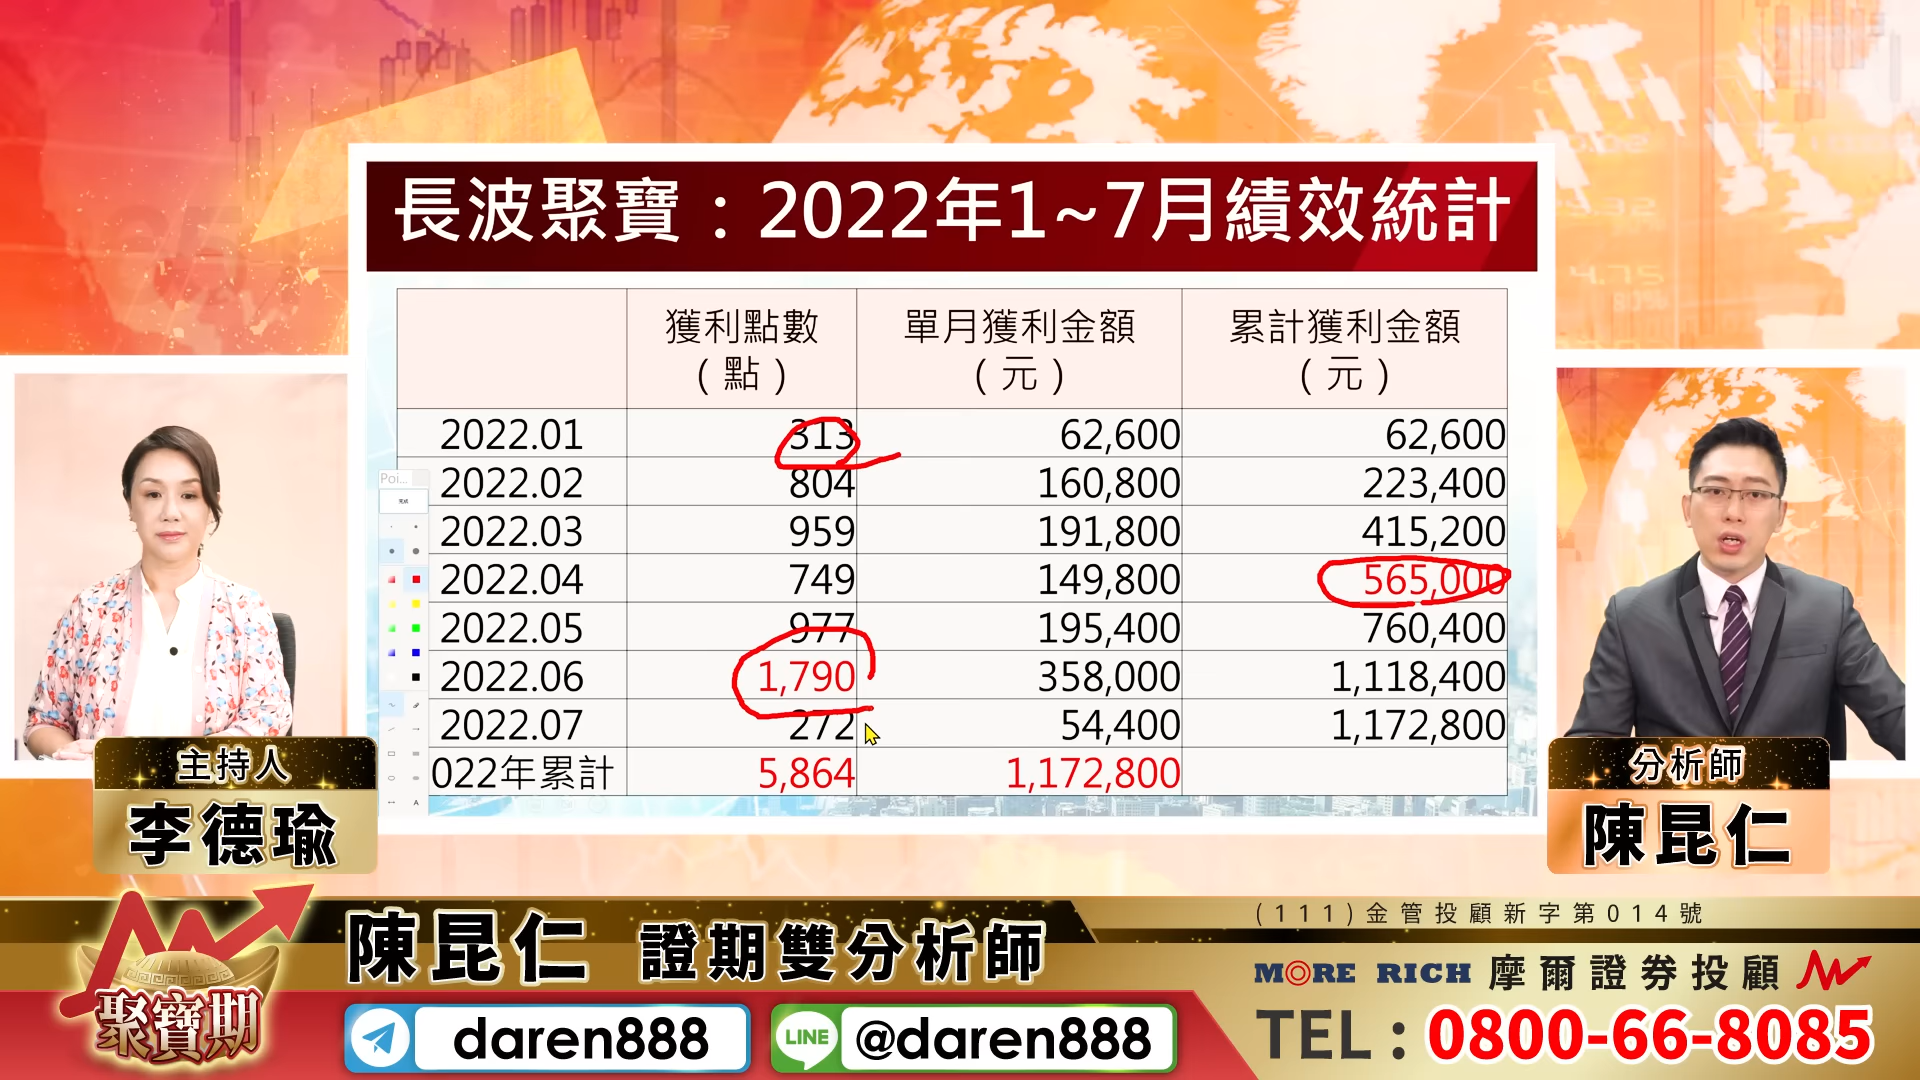 長波聚寶：2022年1~7月績效統計
獲利點數（點） 單月獲利金額（元） 累計獲利金額（元）
2022.01 313 62,600 62,600
2022.02 804 160,800 223,400
2022.03 959 191,800 415,200
2022.04 749 149,800 565,000
2022.05 977 195,400 760,400
2022.06 1,790 358,000 1,118,400
2022.07 272 54,400 1,172,800
022年累計 5,864 1,172,800
Poi...
完成
A
主持人
李德瑜
分析師
陳昆仁
聚寶期
陳昆仁 證期雙分析師
daren888
LINE
@daren888
(111)金管投顧新字第014號
MORE RICH 摩爾證券投顧
TEL：0800-66-8085